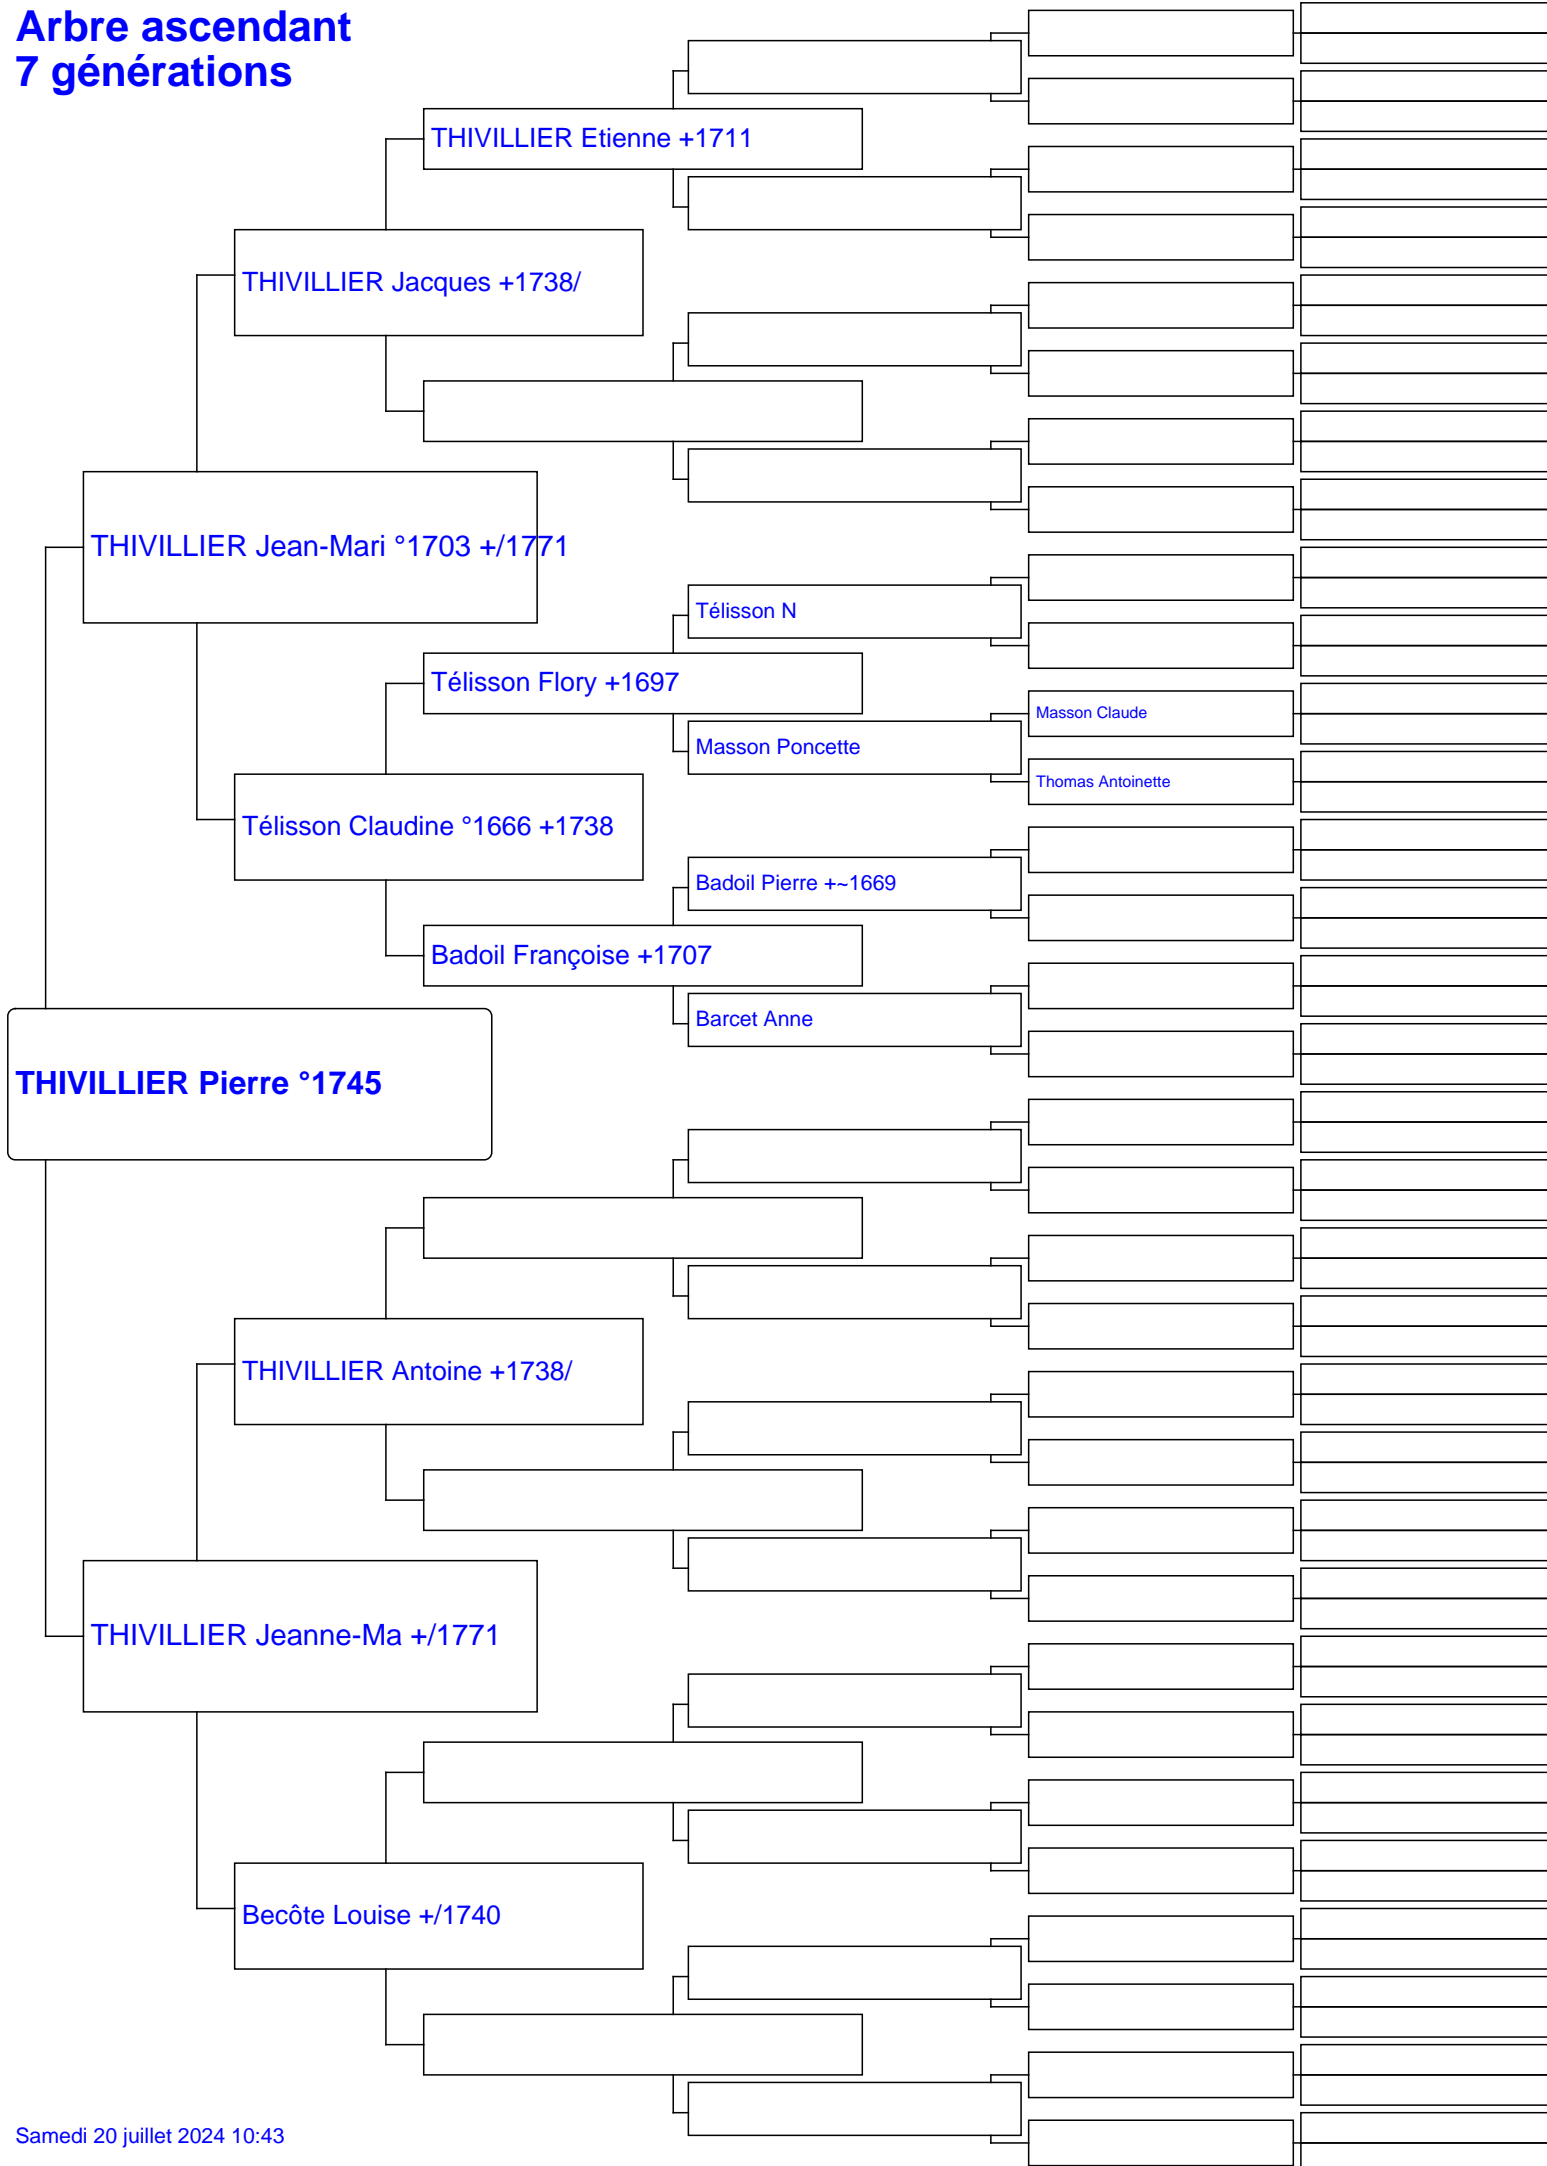 Arbre ascendant
7 générations
THIVILLIER Etienne +1711
THIVILLIER Jacques +1738/
THIVILLIER Jean-Mari °1703 +/1771
Télisson N
Télisson Flory +1697
Masson Claude
Masson Poncette
Thomas Antoinette
Télisson Claudine °1666 +1738
Badoil Pierre +~1669
Badoil Françoise +1707
Barcet Anne
THIVILLIER Pierre °1745
THIVILLIER Antoine +1738/
THIVILLIER Jeanne-Ma +/1771
Becôte Louise +/1740
Samedi 20 juillet 2024 10:43